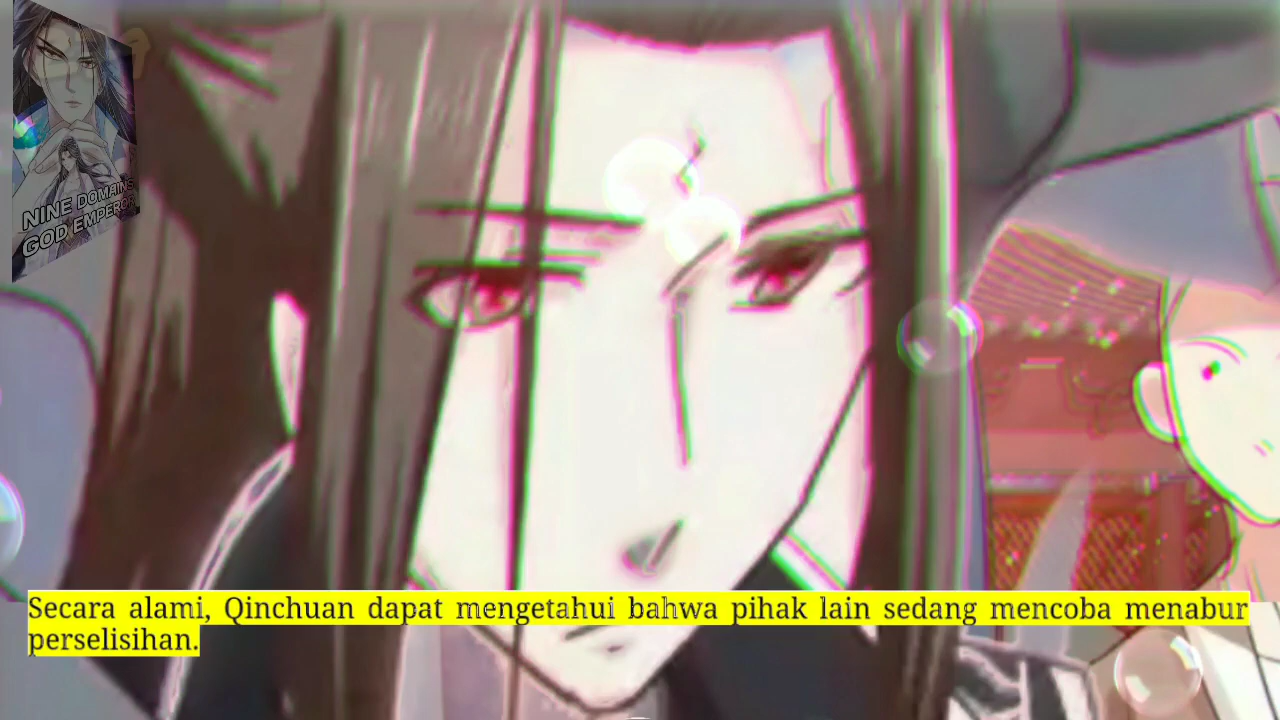 NINE DOMAINS
GOD EMPEROR
Secara alami, Qinchuan dapat mengetahui bahwa pihak lain sedang mencoba menabur
perselisihan.